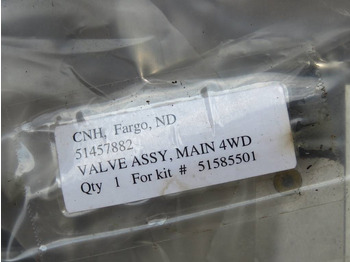 CNH, Fargo, ND
51457882
VALVE ASSY, MAIN 4WD
Qty 1 For kit # 51585501